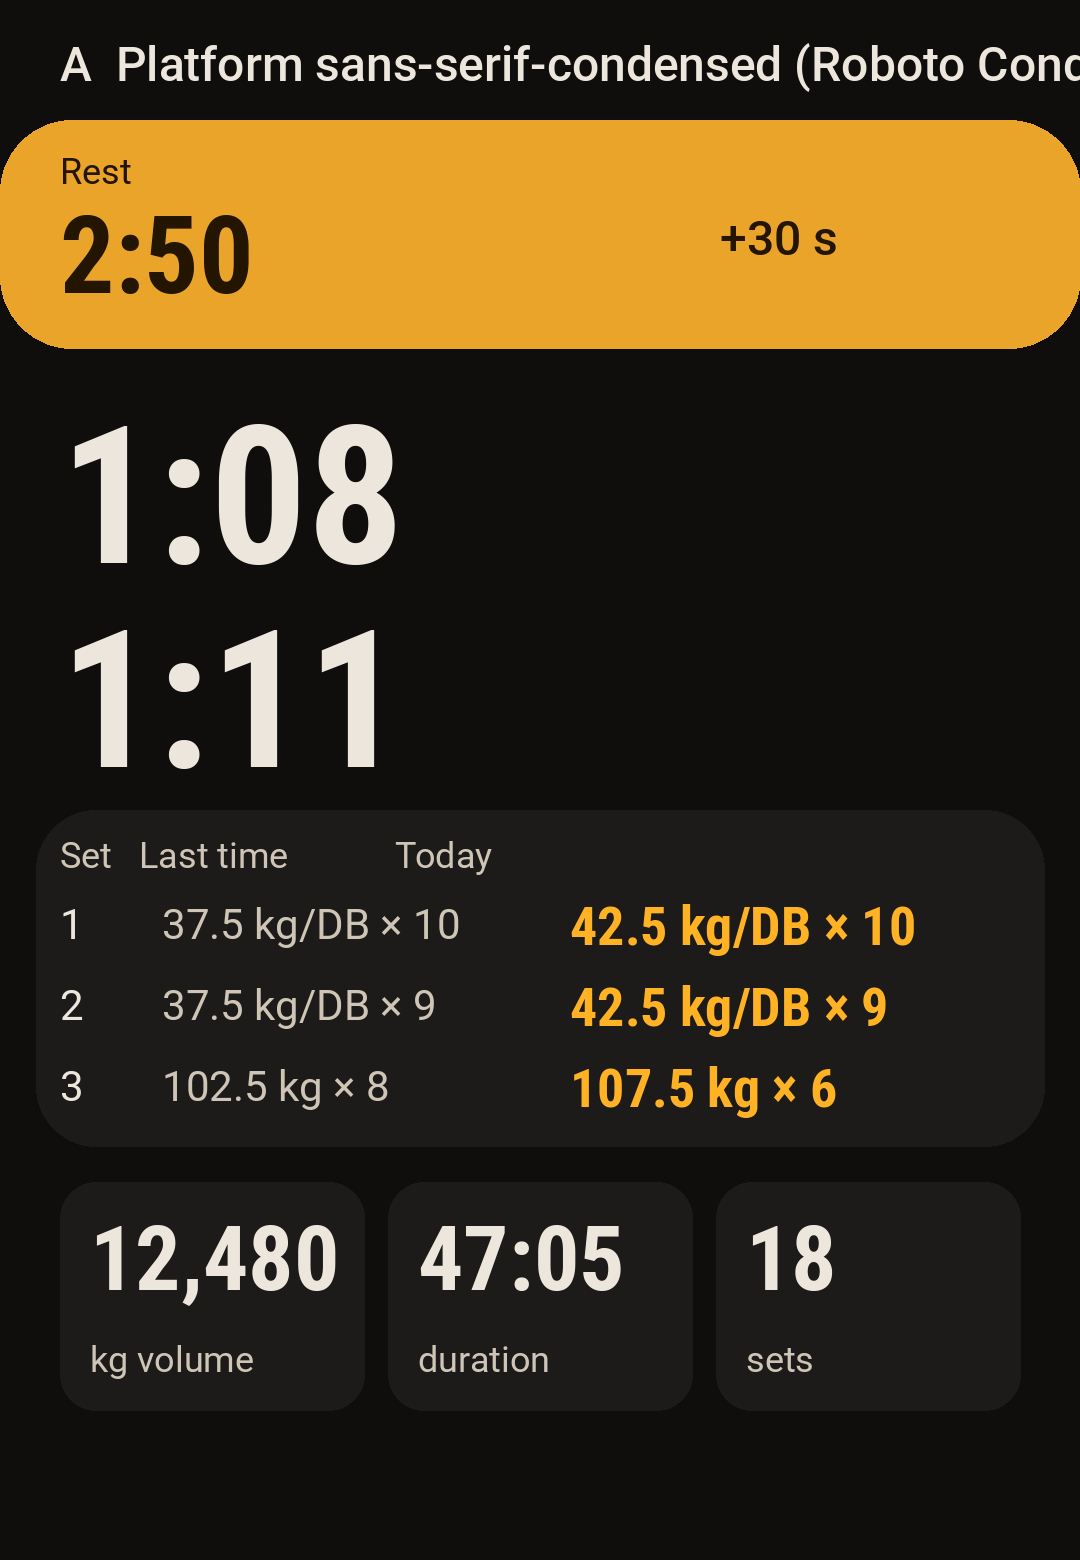 A Platform sans-serif-condensed (Roboto Cond
Rest
2:50
+30 s
1:08
1:11
Set Last time Today
1 37.5 kg/DB × 10 42.5 kg/DB × 10
2 37.5 kg/DB × 9 42.5 kg/DB × 9
3 102.5 kg × 8 107.5 kg × 6
12,480 47:05 18
kg volume duration sets